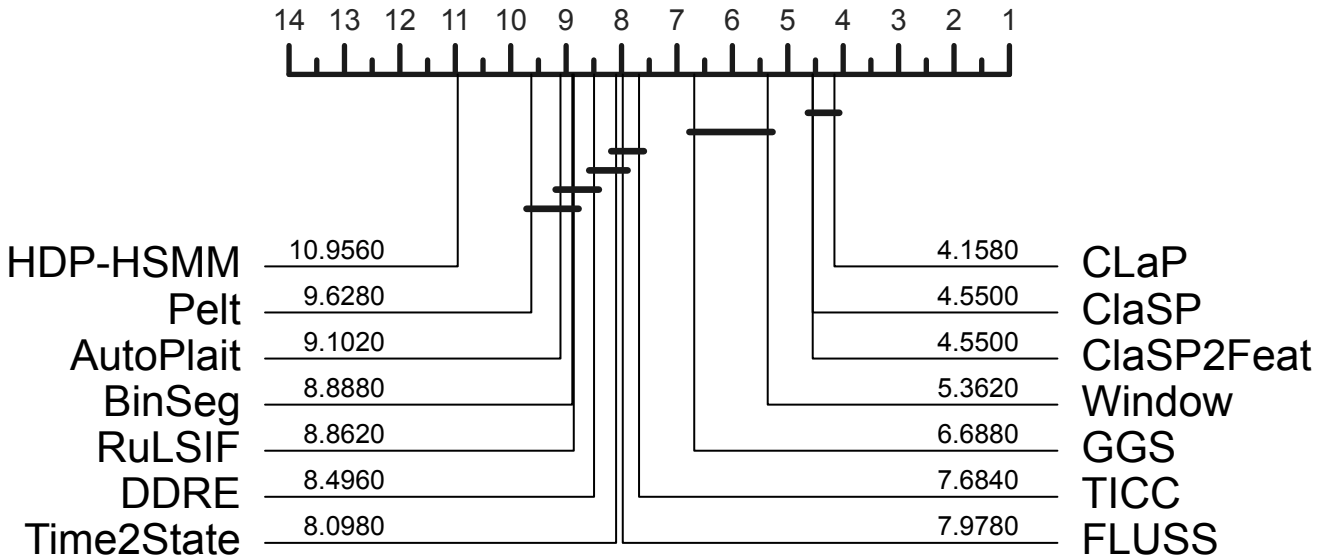 14 13 12 11 10 9 8 7 6 5 4 3 2 1
HDP-HSMM 10.9560 4.1580 CLaP
Pelt 9.6280 4.5500 ClaSP
AutoPlait 9.1020 4.5500 ClaSP2Feat
BinSeg 8.8880 5.3620 Window
RuLSIF 8.8620 6.6880 GGS
DDRE 8.4960 7.6840 TICC
Time2State 8.0980 7.9780 FLUSS